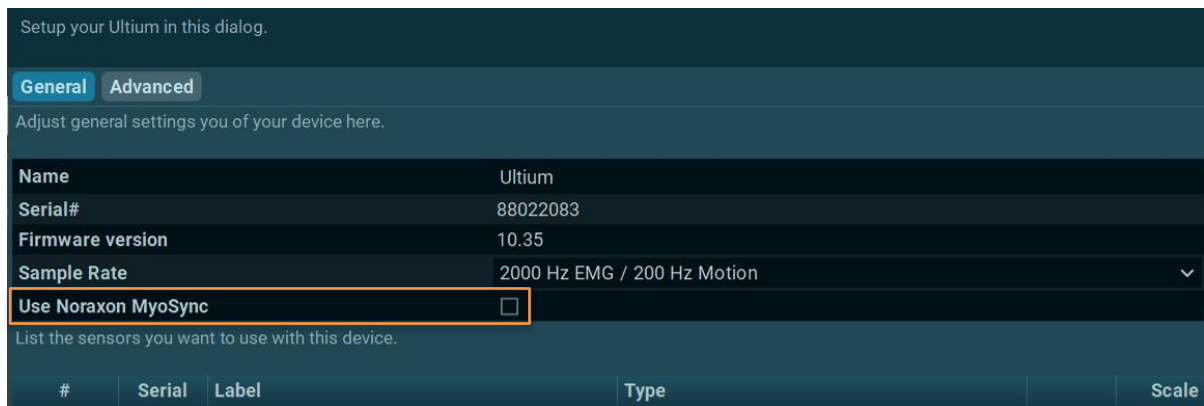 Setup your Ultium in this dialog.
General Advanced
Adjust general settings you of your device here.
Name Ultium
Serial# 88022083
Firmware version 10.35
Sample Rate 2000 Hz EMG / 200 Hz Motion
Use Noraxon MyoSync
List the sensors you want to use with this device.
# Serial Label Type Scale